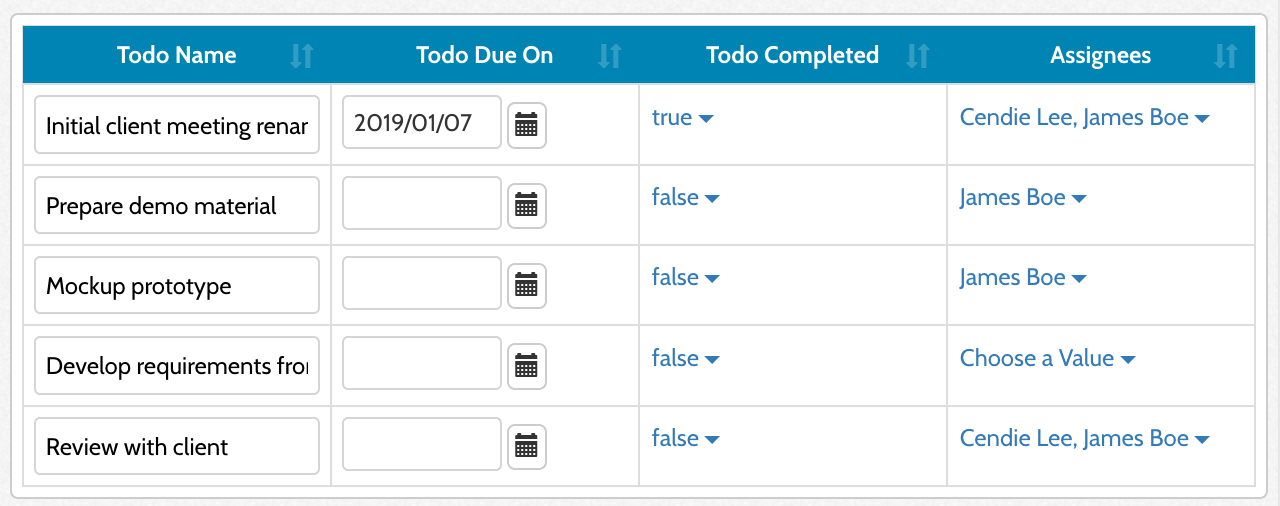 Todo Name Todo Due On Todo Completed Assignees
Initial client meeting 2019/01/07 true Cendie Lee, James Boe
Prepare demo material false James Boe
Mockup prototype false James Boe
Develop requirements false Choose a Value
Review with client false Cendie Lee, James Boe